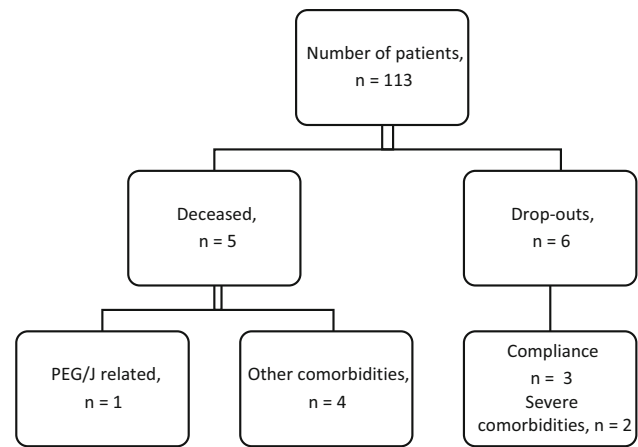 Number of patients,
n = 113
Deceased,
n = 5
Drop-outs,
n = 6
PEG/J related,
n = 1
Other comorbidities,
n = 4
Compliance
n = 3
Severe
comorbidities, n = 2